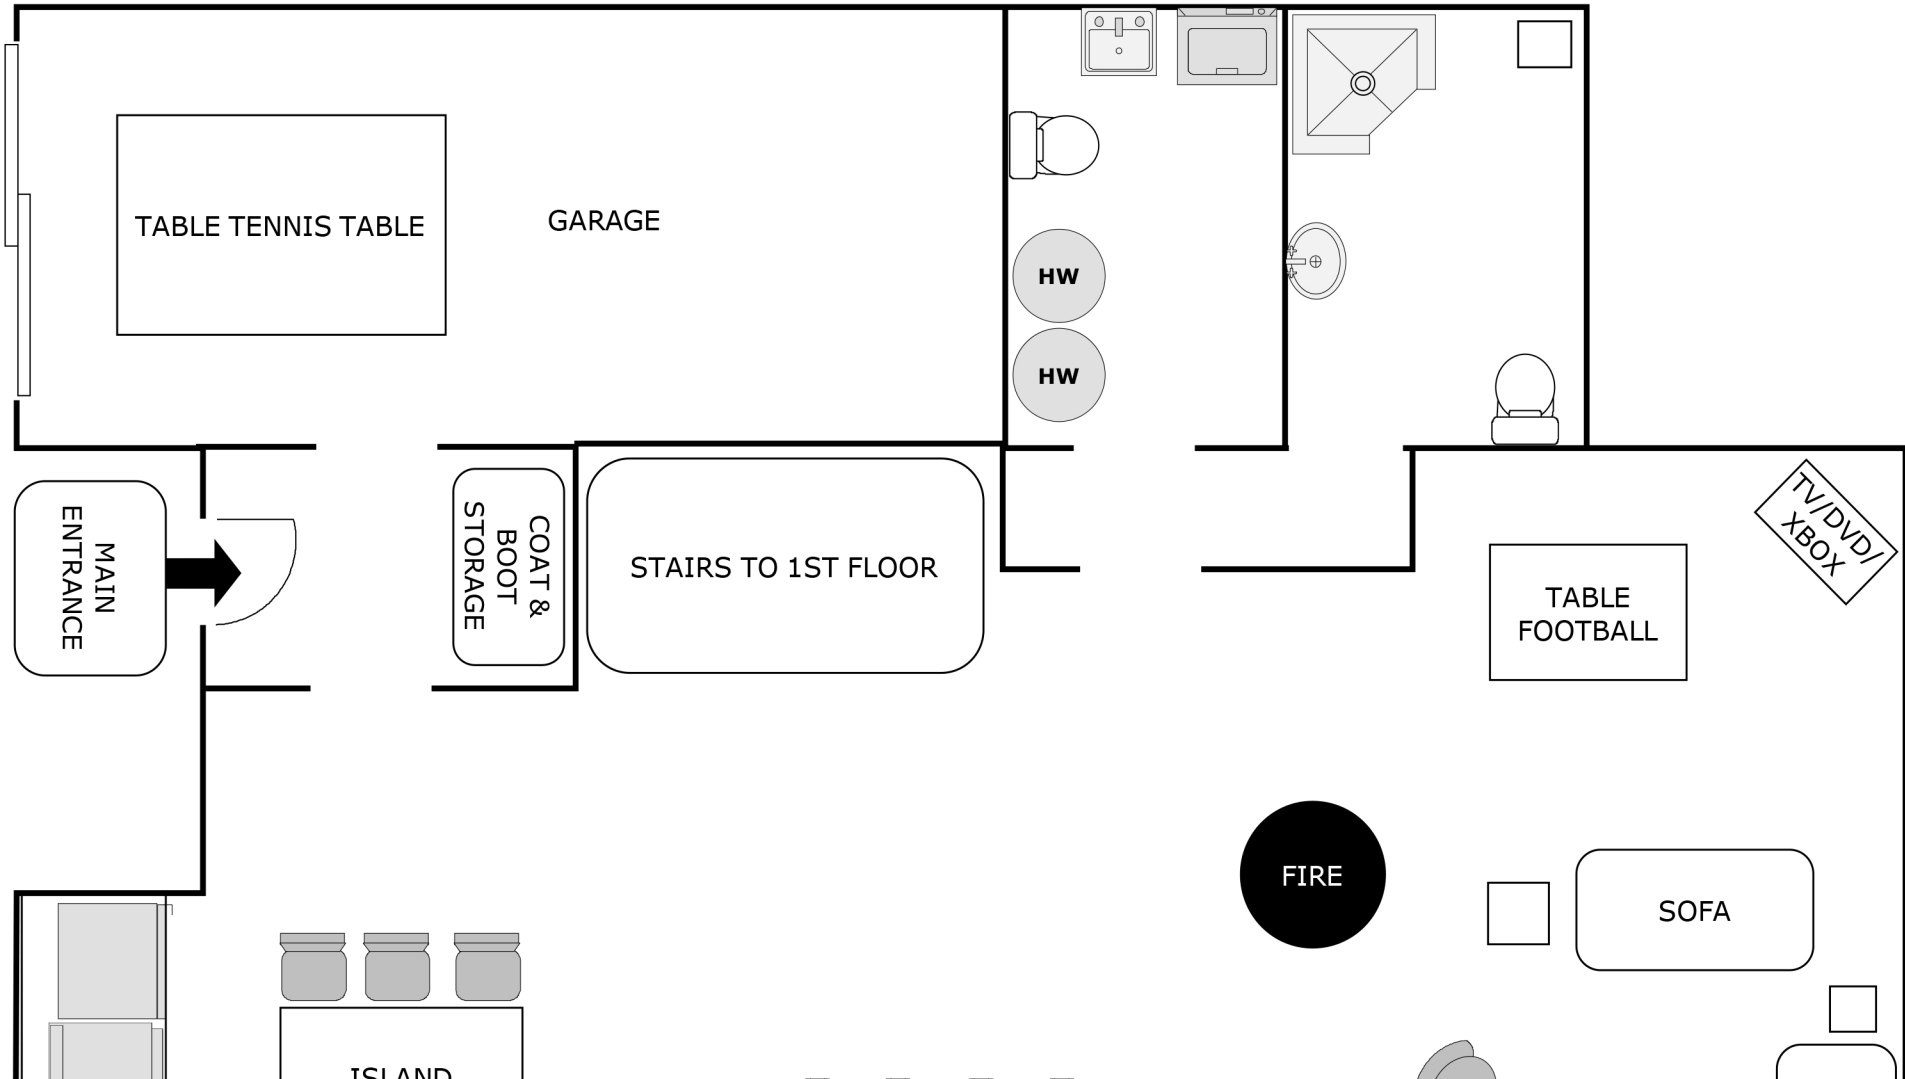 TABLE TENNIS TABLE
GARAGE
HW
HW
MAIN
ENTRANCE
COAT &
BOOT
STORAGE
STAIRS TO 1ST FLOOR
TV/DVD/
XBOX
TABLE
FOOTBALL
FIRE
SOFA
ISLAND